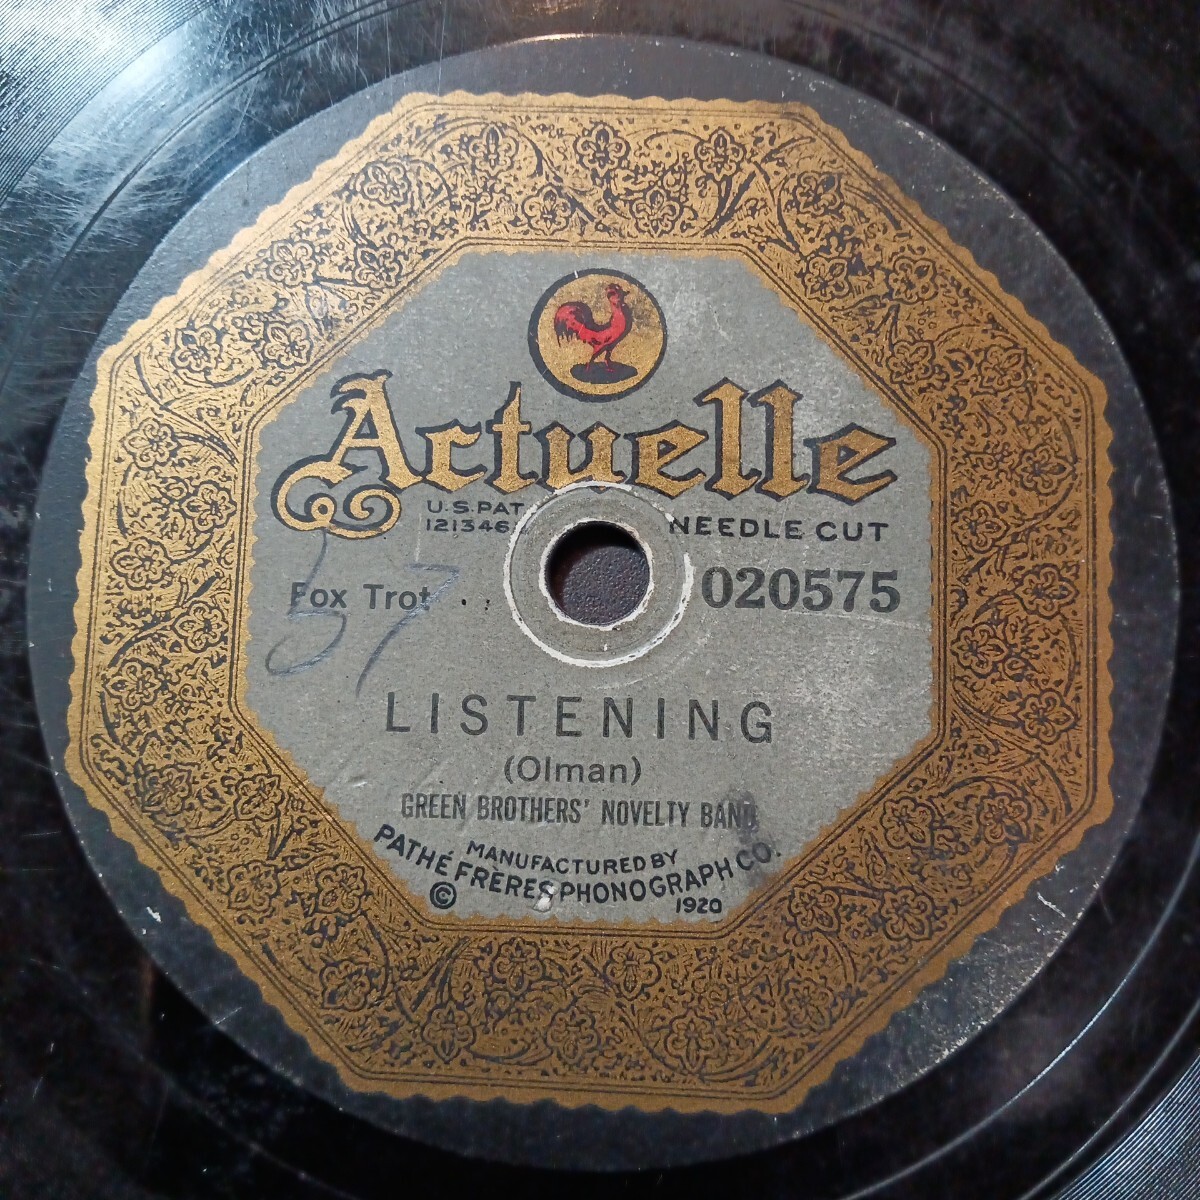 Actuelle
U.S.PAT
NEEDLE CUT
121346
Fox Trot
020575
57
LISTENING
(Olman)
GREEN BROTHERS' NOVELTY BAND
MANUFACTURED BY
PATHÉ FRÈRES PHONOGRAPH CO.
© 1920